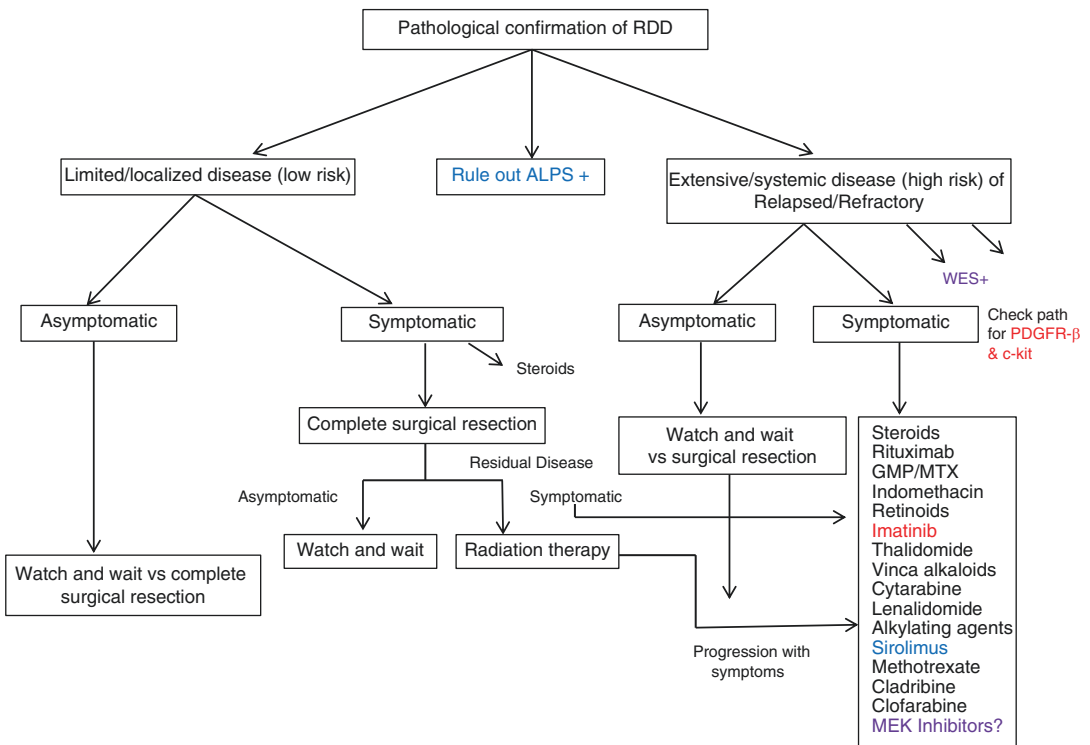 Pathological confirmation of RDD
Limited/localized disease (low risk)
Rule out ALPS +
Extensive/systemic disease (high risk) of
Relapsed/Refractory
WES+
Asymptomatic
Symptomatic
Steroids
Asymptomatic
Symptomatic
Check path
for PDGFR-β
& c-kit
Complete surgical resection
Residual Disease
Asymptomatic
Symptomatic
Watch and wait
Radiation therapy
Watch and wait vs complete
surgical resection
Watch and wait
vs surgical resection
Progression with
symptoms
Steroids
Rituximab
GMP/MTX
Indomethacin
Retinoids
Imatinib
Thalidomide
Vinca alkaloids
Cytarabine
Lenalidomide
Alkylating agents
Sirolimus
Methotrexate
Cladribine
Clofarabine
MEK Inhibitors?